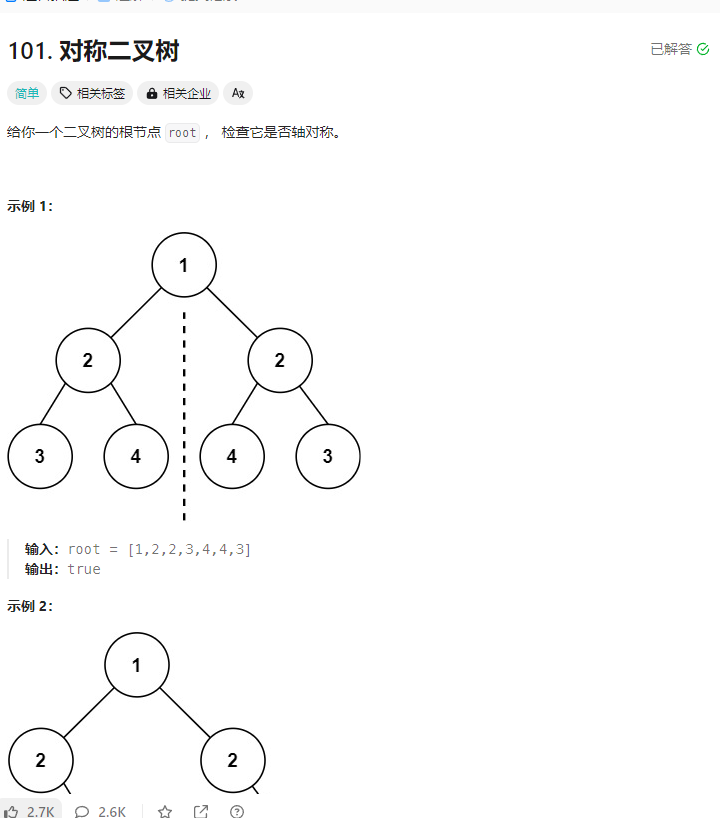 101. 对称二叉树
已解答
简单 相关标签 相关企业 Aえ
给你一个二叉树的根节点 root ， 检查它是否轴对称。
示例 1：
1
2 2
3 4 4 3
输入：root = [1,2,2,3,4,4,3]
输出：true
示例 2：
1
2 2
2.7K 2.6K